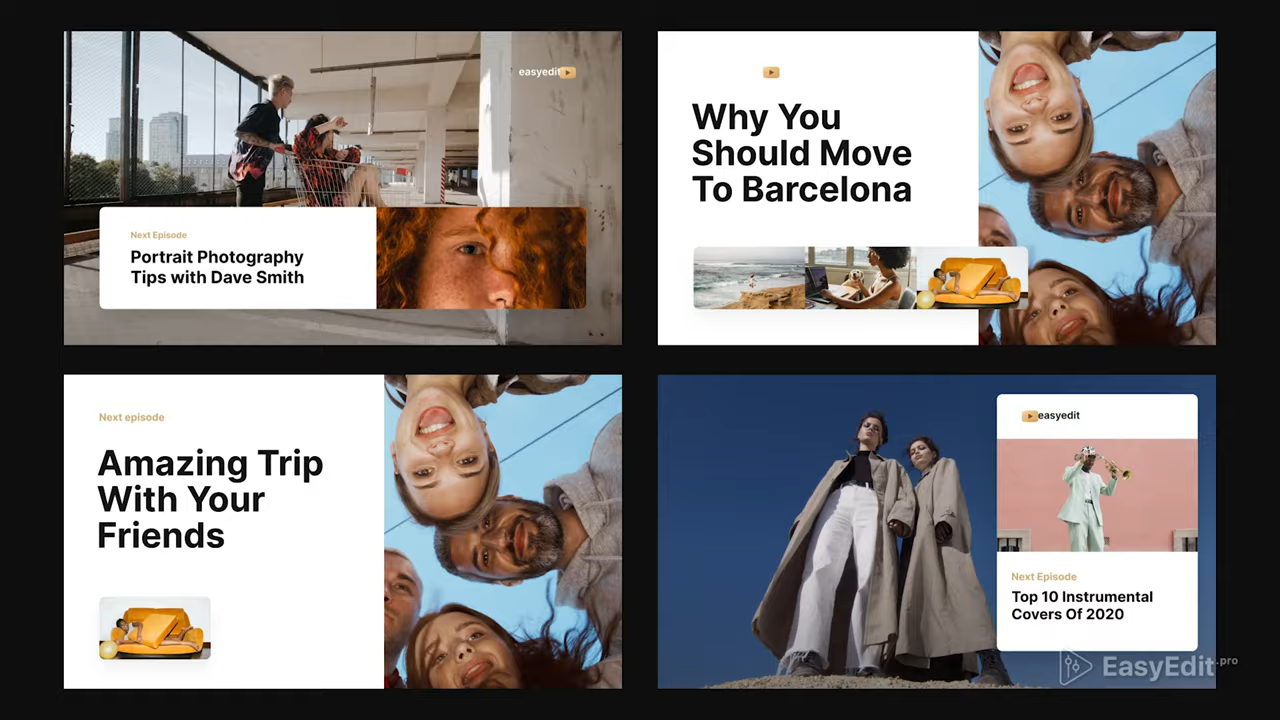 easyedit
Next Episode
Portrait Photography
Tips with Dave Smith
Why You
Should Move
To Barcelona
Next episode
Amazing Trip
With Your
Friends
easyedit
Next Episode
Top 10 Instrumental
Covers Of 2020
EasyEdit.pro